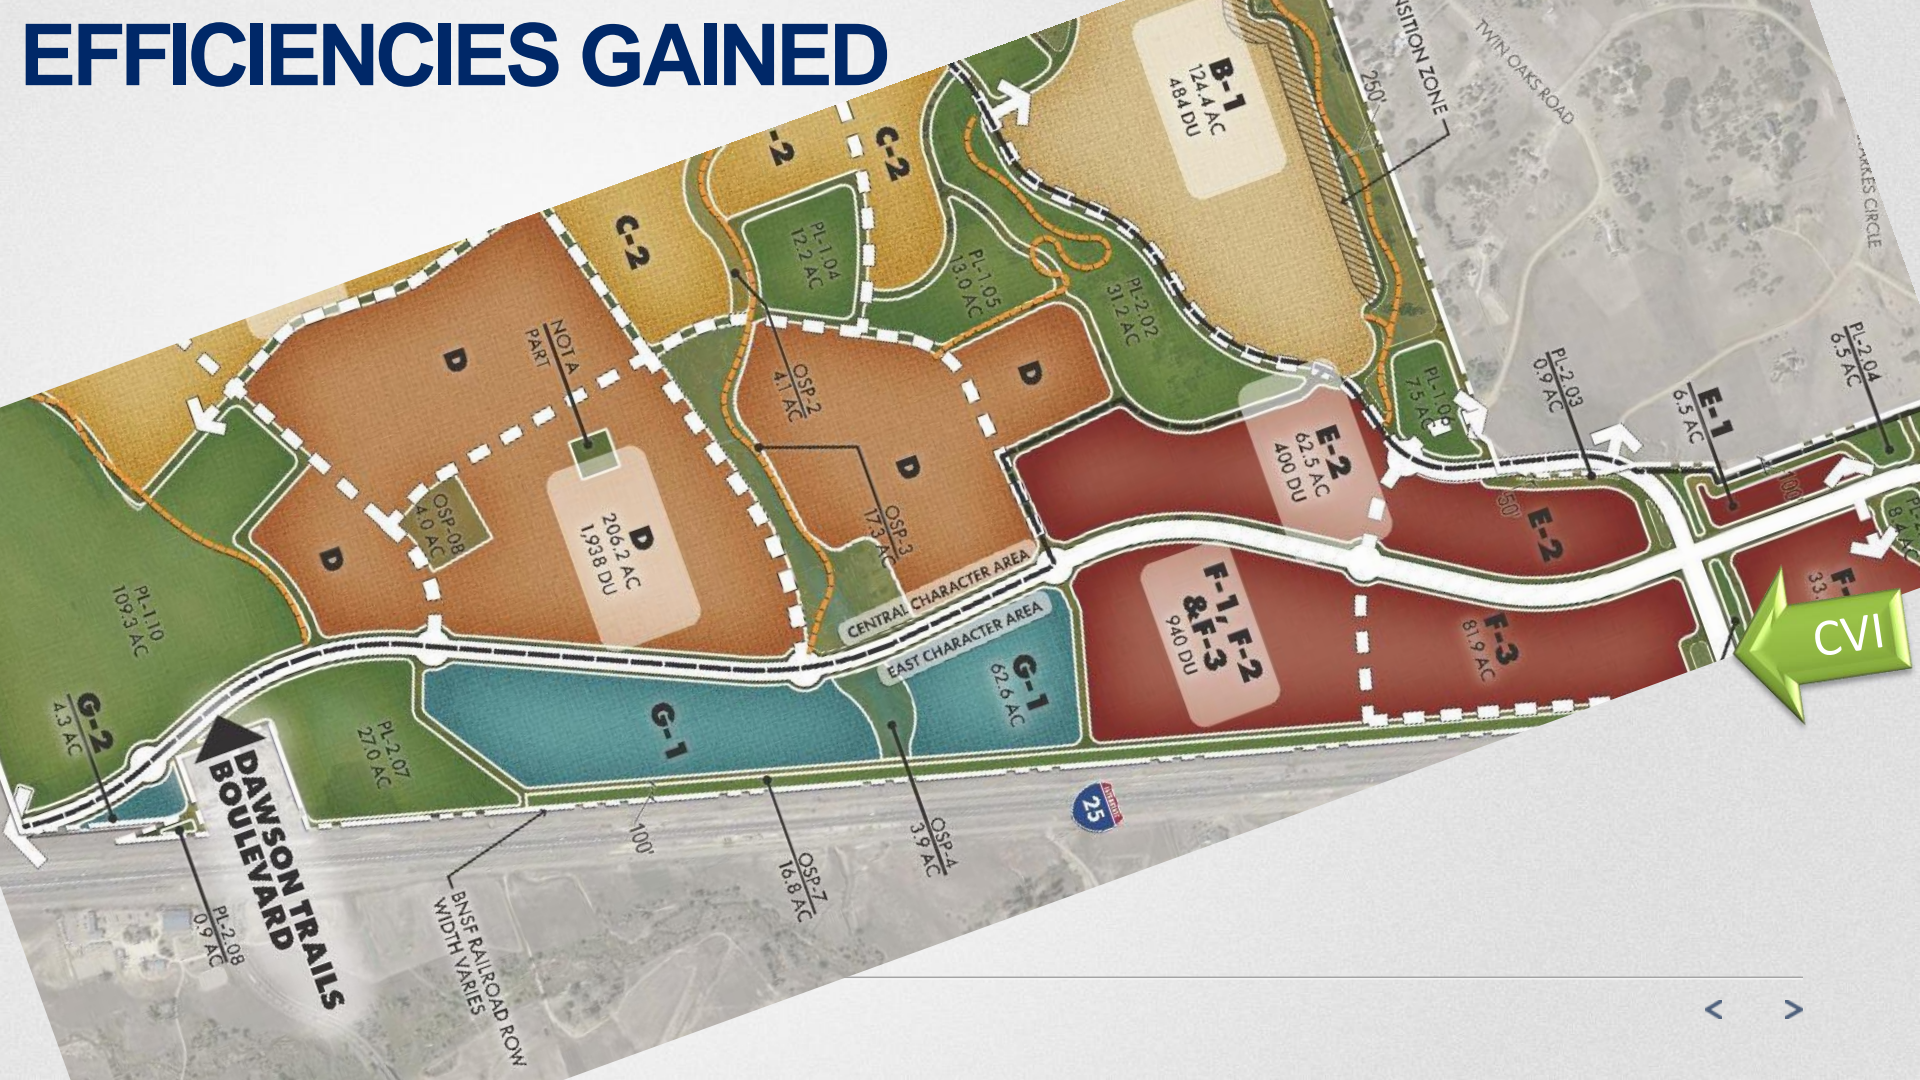 EFFICIENCIES GAINED
B-1
124.4 AC
484 DU
250'
TWIN OAKS ROAD
ZONE
CIRCLE
-2
C-2
C-2
PL-1.04
12.2 AC
PL-1.05
13.0 AC
PL-2.02
31.2 AC
D
NOT A
PART
OSP-2
4.1 AC
D
PL-2.03
0.9 AC
E-1
6.5 AC
PL-2.04
6.5 AC
7.5 AC
E-2
62.5 AC
400 DU
D
OSP-08
4.0 AC
D
206.2 AC
1,938 DU
D
OSP-3
17.3 AC
50'
E-2
100'
PL-1.10
109.3 AC
CENTRAL CHARACTER AREA
EAST CHARACTER AREA
F-1, F-2
& F-3
940 DU
F-3
81.9 AC
CVI
G-2
4.3 AC
PL-2.07
27.0 AC
G-1
G-1
62.6 AC
DAWSON TRAILS
BOULEVARD
100'
OSP-7
16.8 AC
OSP-4
3.9 AC
INTERSTATE
25
PL-2.08
0.9 AC
BNSF RAILROAD ROW
WIDTH VARIES
< >